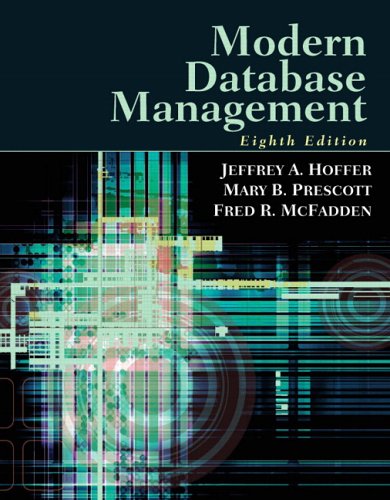 Modern
Database
Management
Eighth Edition
Jeffrey A. Hoffer
Mary B. Prescott
Fred R. McFadden